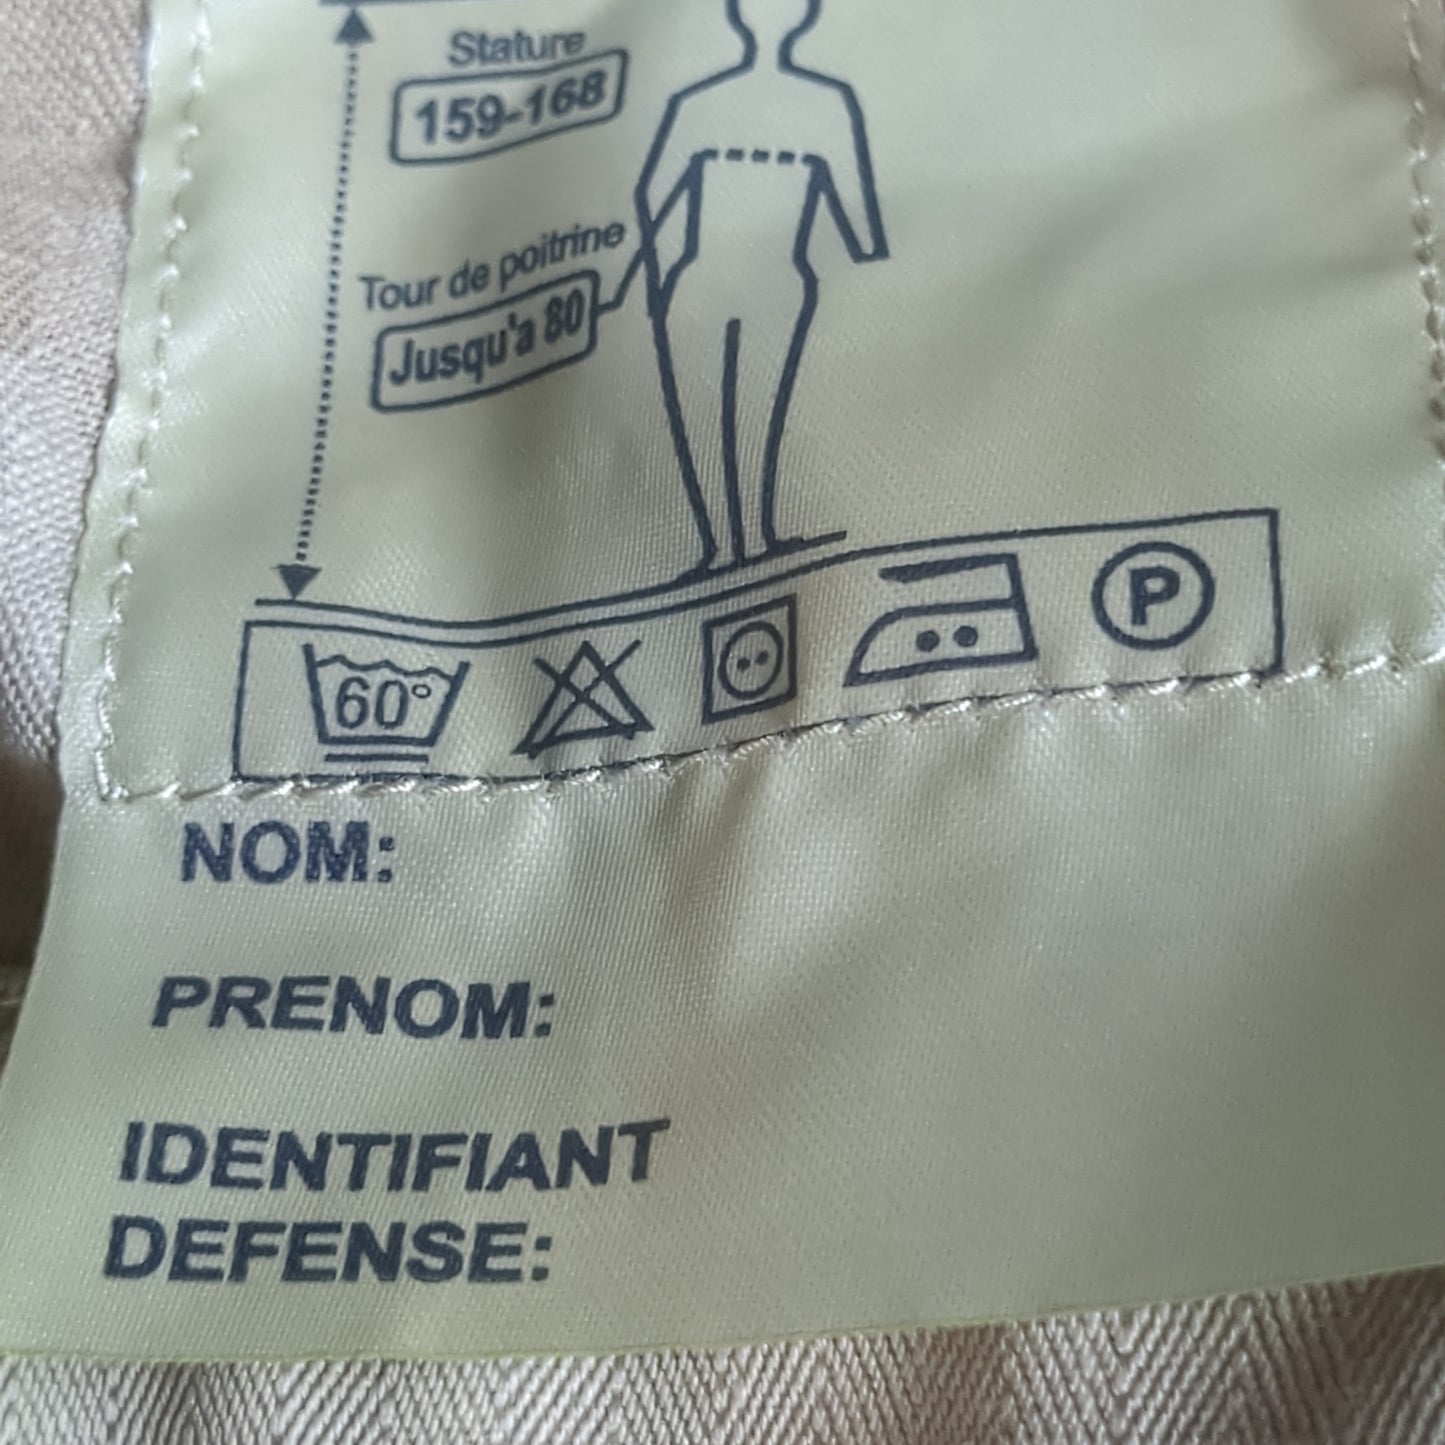 Stature
159-168
Tour de poitrine
Jusqu'a 80
60°
P
NOM:
PRENOM:
IDENTIFIANT
DEFENSE: